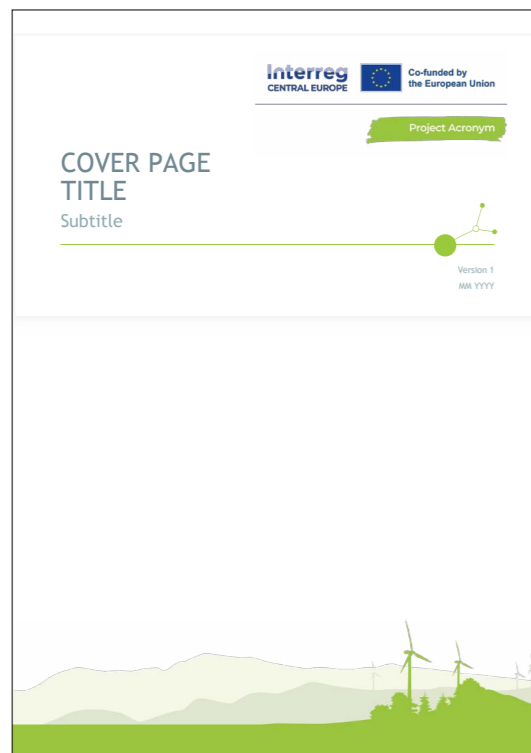 Interreg
CENTRAL EUROPE
Co-funded by
the European Union
Project Acronym
COVER PAGE
TITLE
Subtitle
Version 1
MM YYYY